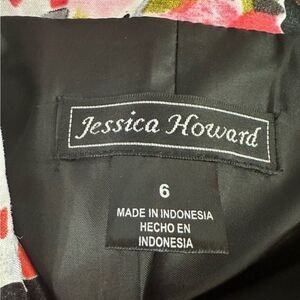 Jessica Howard
6
MADE IN INDONESIA
HECHO EN
INDONESIA